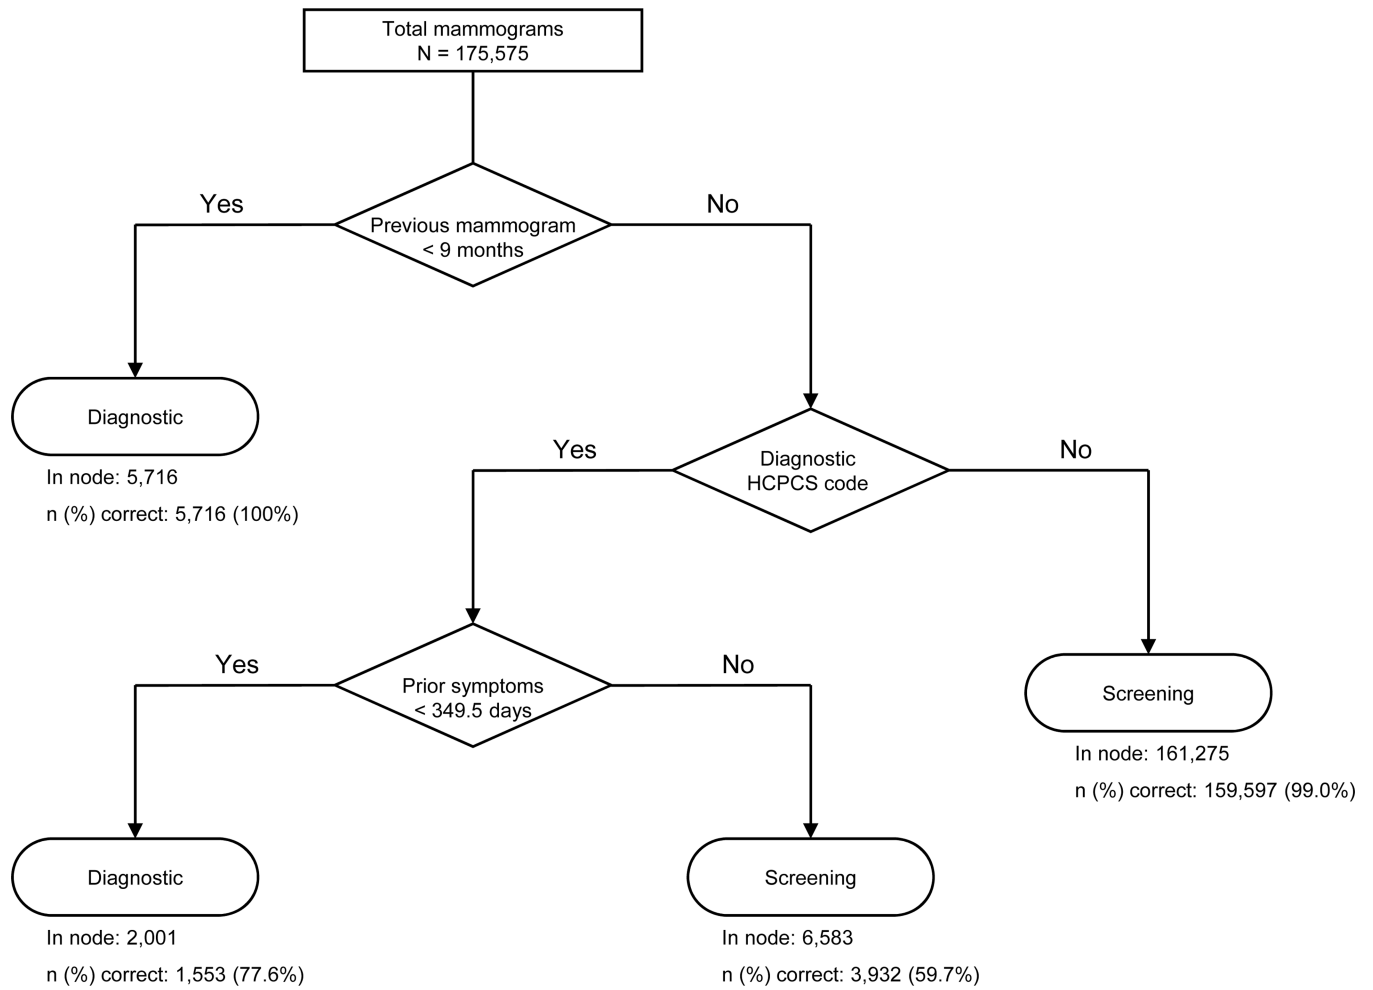 Total mammograms
N = 175,575
Yes
No
Previous mammogram
< 9 months
Diagnostic
In node: 5,716
n (%) correct: 5,716 (100%)
Yes
No
Diagnostic
HCPCS code
Yes
No
Prior symptoms
< 349.5 days
Screening
In node: 161,275
n (%) correct: 159,597 (99.0%)
Diagnostic
In node: 2,001
n (%) correct: 1,553 (77.6%)
Screening
In node: 6,583
n (%) correct: 3,932 (59.7%)